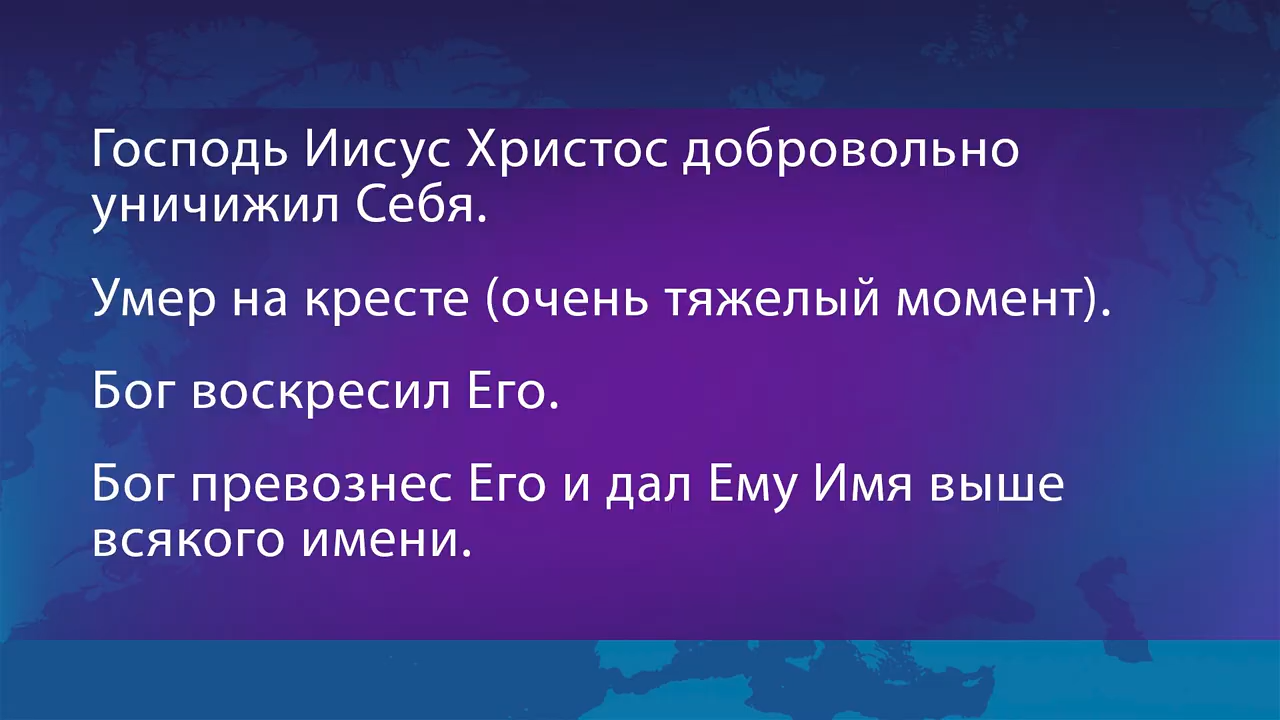 Господь Иисус Христос добровольно
уничижил Себя.
Умер на кресте (очень тяжелый момент).
Бог воскресил Его.
Бог превознес Его и дал Ему Имя выше
всякого имени.